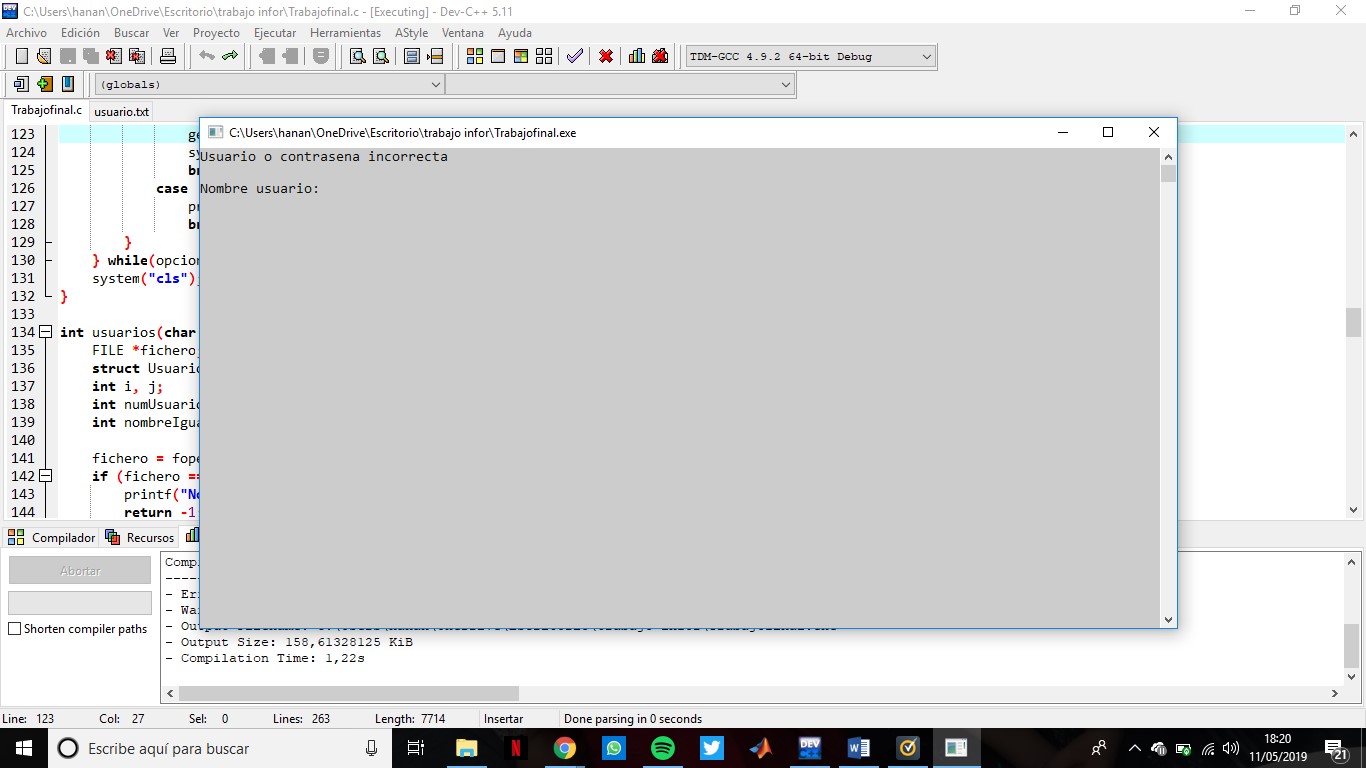 C:\Users\hanan\OneDrive\Escritorio\trabajo infor\Trabajofinal.c - [Executing] - Dev-C++ 5.11
Archivo Edición Buscar Ver Proyecto Ejecutar Herramientas AStyle Ventana Ayuda
TDM-GCC 4.9.2 64-bit Debug
(globals)
Trabajofinal.c usuario.txt
C:\Users\hanan\OneDrive\Escritorio\trabajo infor\Trabajofinal.exe
Usuario o contrasena incorrecta
Nombre usuario:
123 ge
124 sy
125 br
126 case
127 pr
128 br
129 }
130 } while(opcion
131 system("cls");
132 }
133
134 int usuarios(char
135 FILE *fichero;
136 struct Usuario
137 int i, j;
138 int numUsuario
139 int nombreIgua
140
141 fichero = fope
142 if (fichero ==
143 printf("No
144 return -1
Compilador Recursos
Abortar
Shorten compiler paths
Comp
- Er
- Wa
- Output Size: 158,61328125 KiB
- Compilation Time: 1,22s
Line: 123 Col: 27 Sel: 0 Lines: 263 Length: 7714 Insertar Done parsing in 0 seconds
Escribe aquí para buscar
18:20
11/05/2019
21